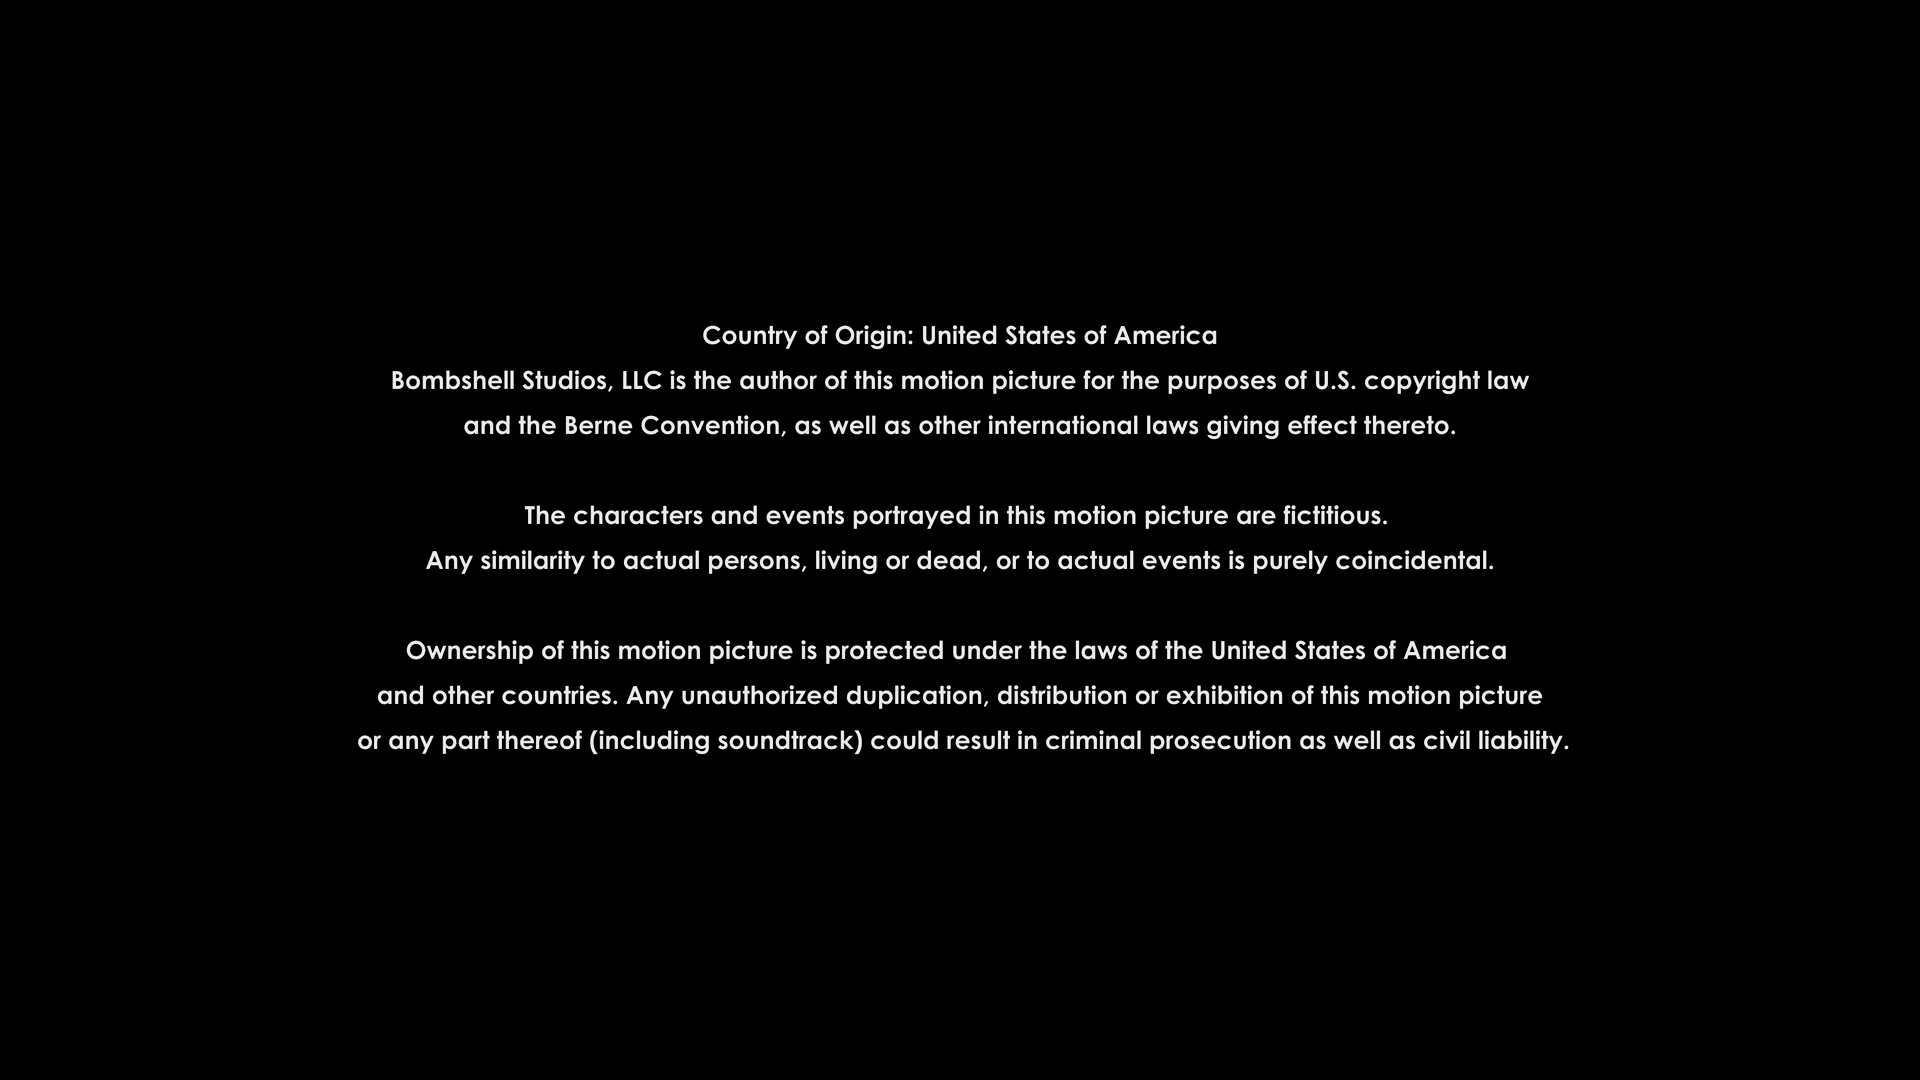 Country of Origin: United States of America
Bombshell Studios, LLC is the author of this motion picture for the purposes of U.S. copyright law
and the Berne Convention, as well as other international laws giving effect thereto.
The characters and events portrayed in this motion picture are fictitious.
Any similarity to actual persons, living or dead, or to actual events is purely coincidental.
Ownership of this motion picture is protected under the laws of the United States of America
and other countries. Any unauthorized duplication, distribution or exhibition of this motion picture
or any part thereof (including soundtrack) could result in criminal prosecution as well as civil liability.